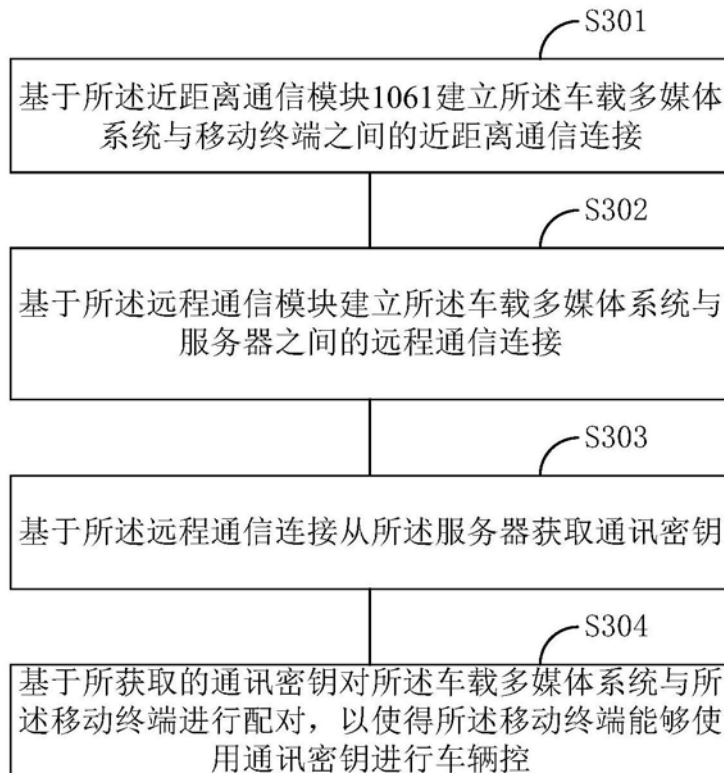 S301
基于所述近距离通信模块1061建立所述车载多媒体
系统与移动终端之间的近距离通信连接
S302
基于所述远程通信模块建立所述车载多媒体系统与
服务器之间的远程通信连接
S303
基于所述远程通信连接从所述服务器获取通讯密钥
S304
基于所获取的通讯密钥对所述车载多媒体系统与所
述移动终端进行配对，以使得所述移动终端能够使
用通讯密钥进行车辆控